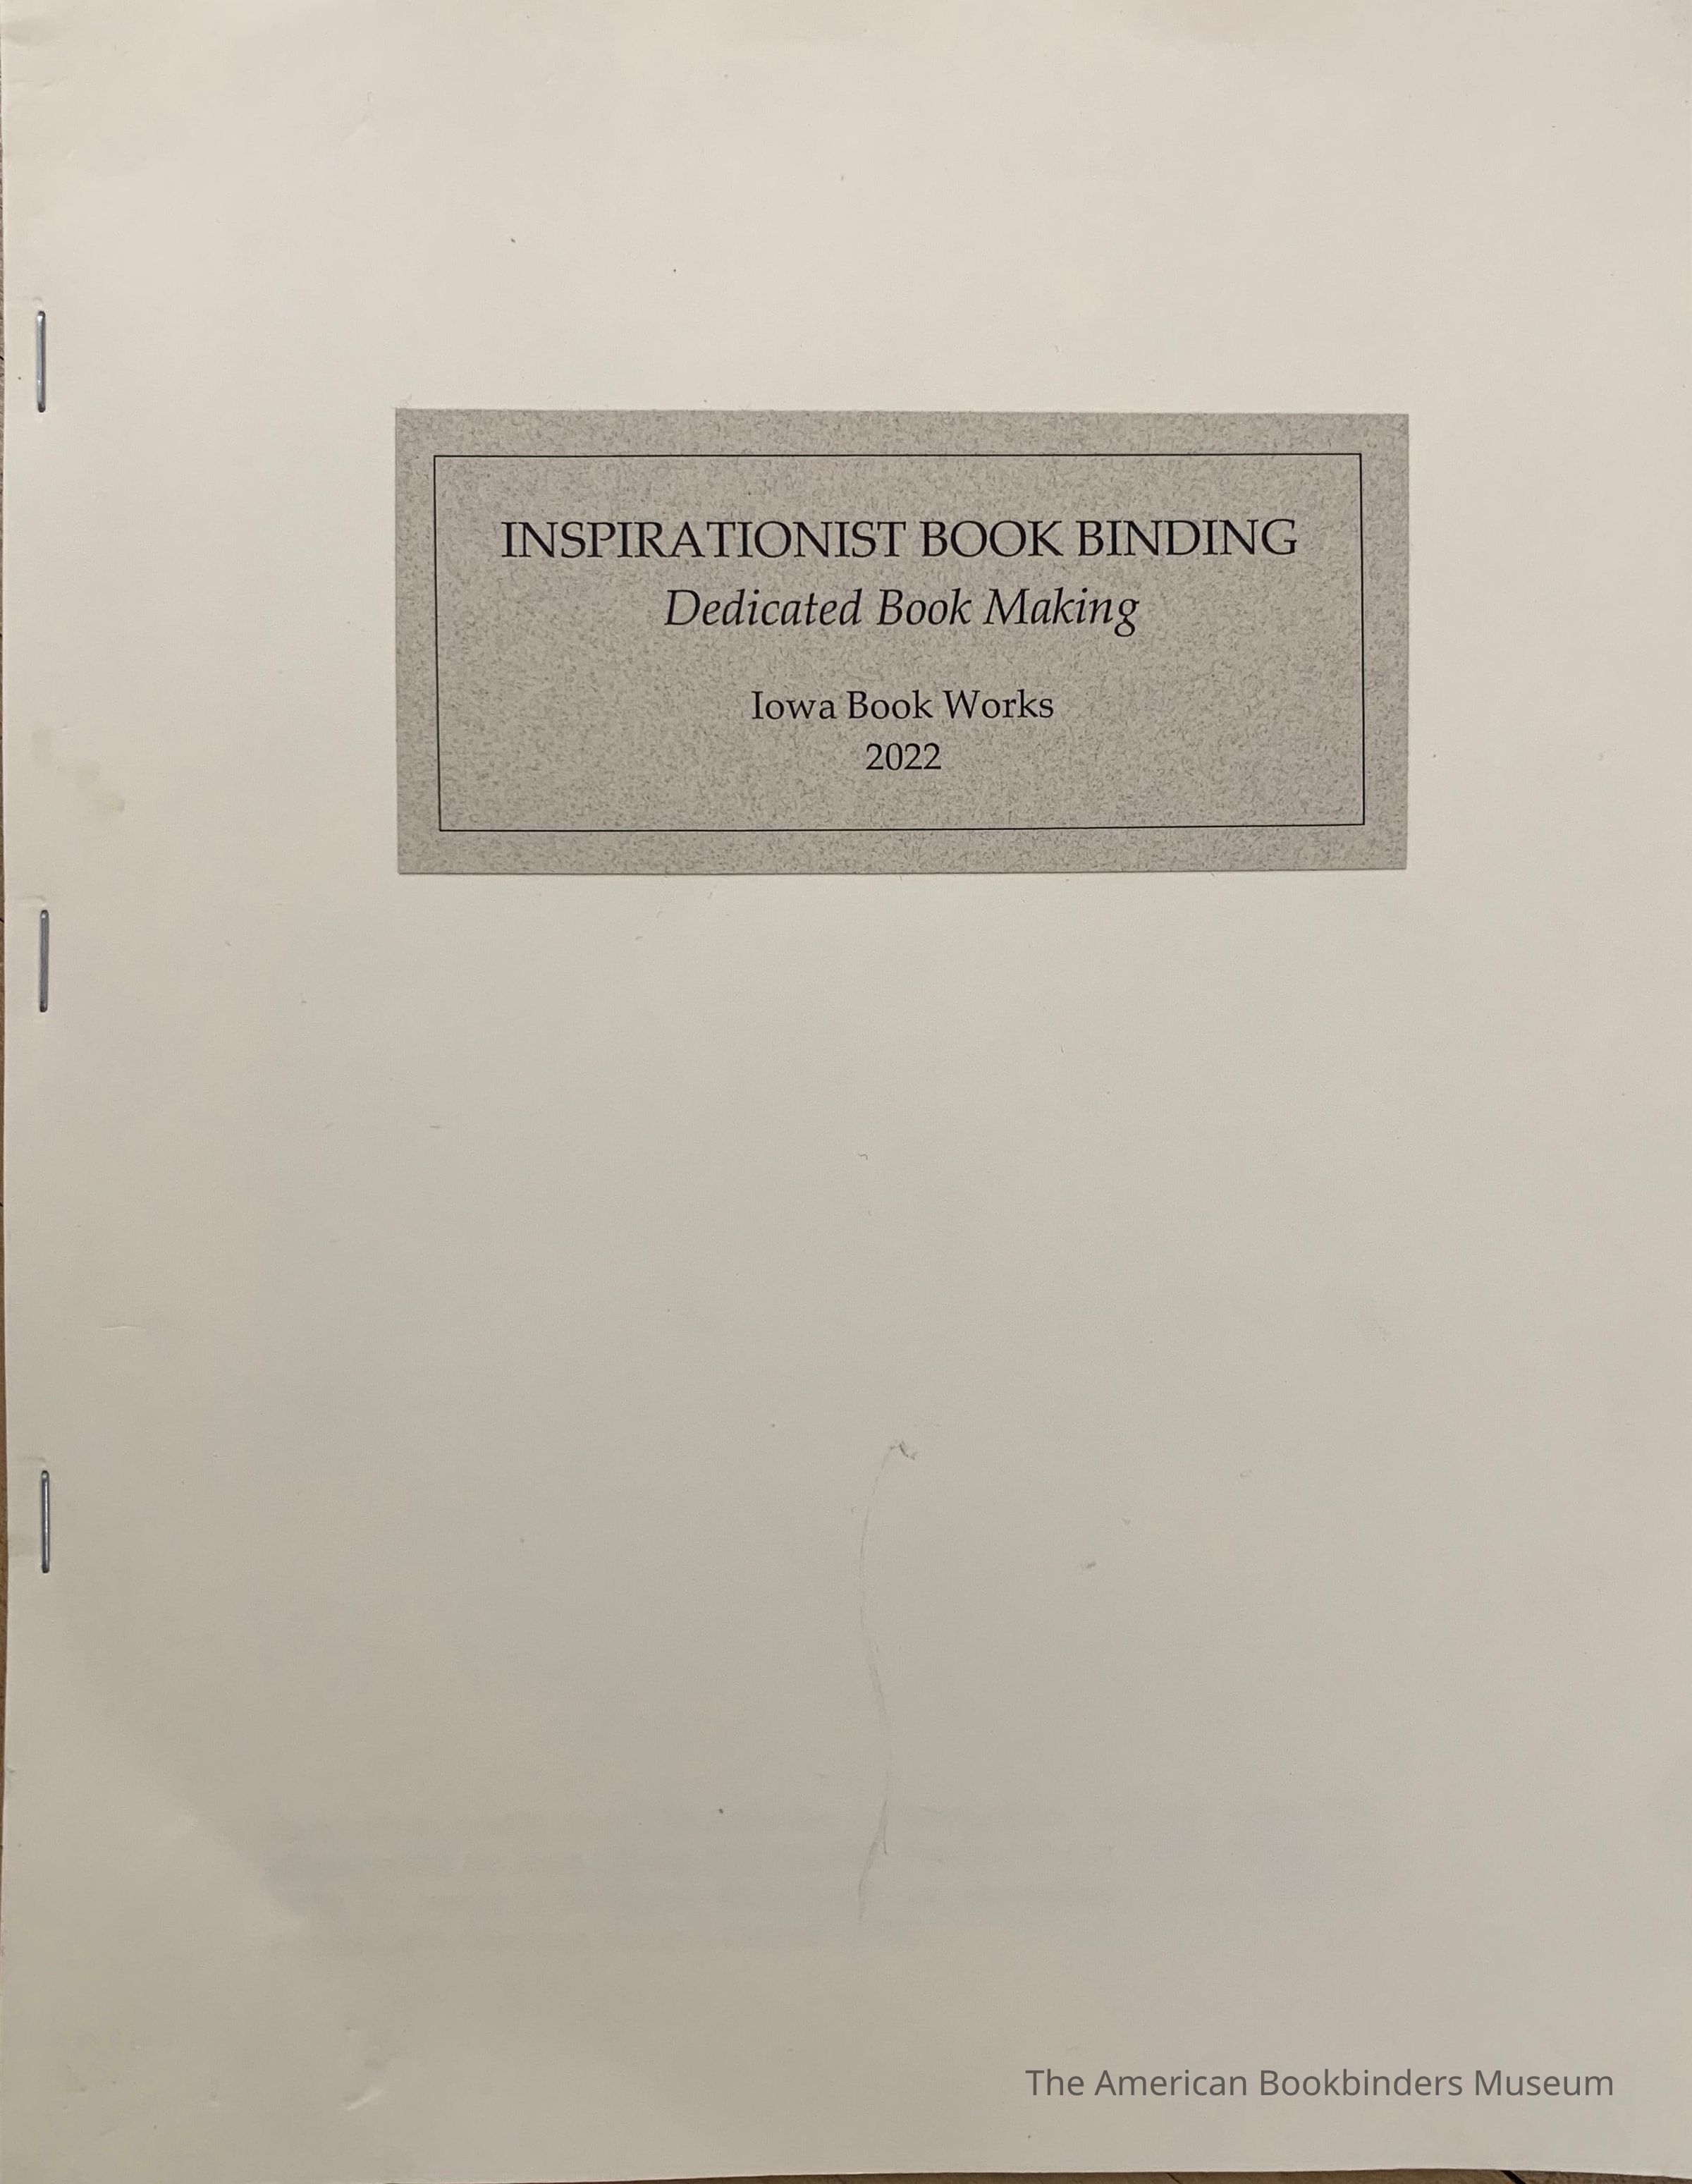 INSPIRATIONIST BOOK BINDING
Dedicated Book Making
Iowa Book Works
2022
The American Bookbinders Museum